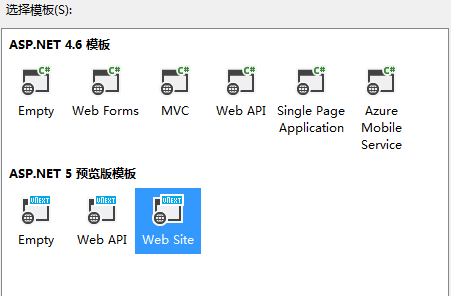 选择模板(S):
ASP.NET 4.6 模板
C# C# C# C# C# C#
Empty Web Forms MVC Web API Single Page Azure
Application Mobile
Service
ASP.NET 5 预览版模板
VNEXT VNEXT VNEXT
Empty Web API Web Site